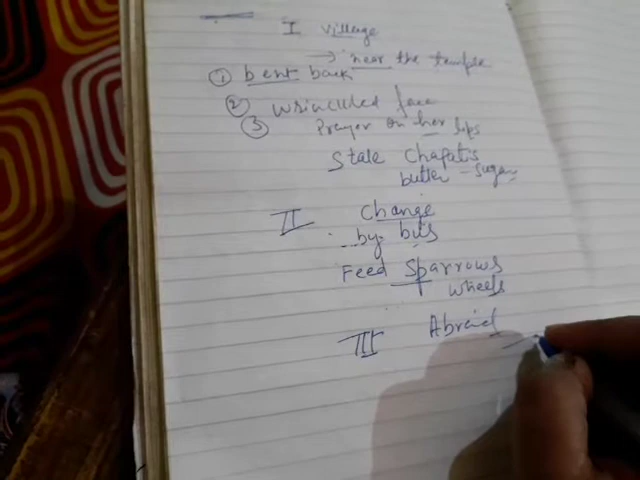 I village
→ near the temple
① bent back
② wrinculed face
③ Prayer on her lips
Stale Chapatis
butter - sugar
II Change
by bus
Feed Sparrows
wheels
III Abroad